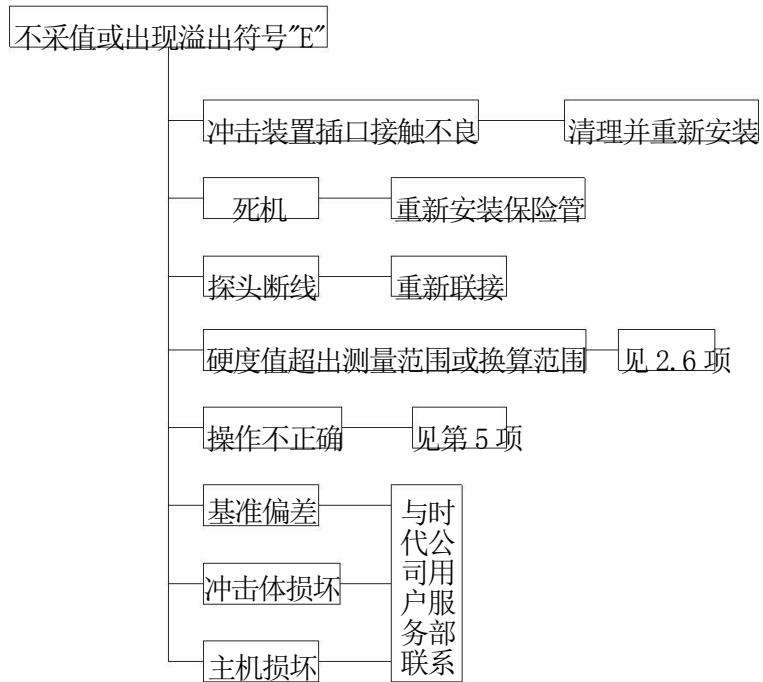 不采值或出现溢出符号"E"
冲击装置插口接触不良
清理并重新安装
死机
重新安装保险管
探头断线
重新联接
硬度值超出测量范围或换算范围
见 2.6 项
操作不正确
见第 5 项
基准偏差
冲击体损坏
主机损坏
与时
代公
司用
户服
务部
联系